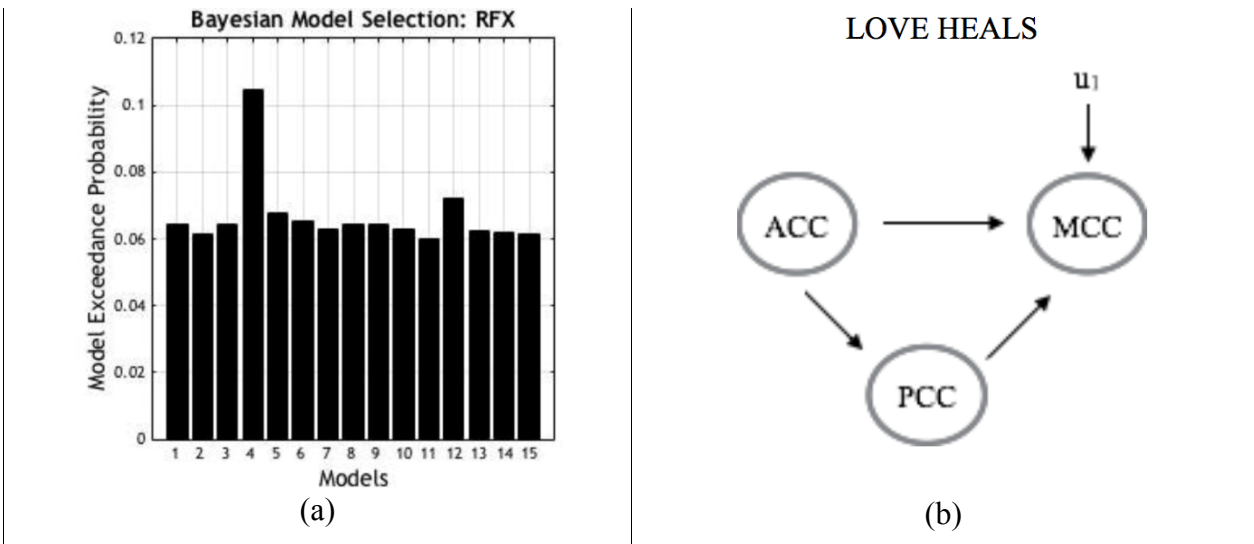 Bayesian Model Selection: RFX
0.12
0.1
0.08
0.06
0.04
0.02
0
Model Exceedance Probability
1 2 3 4 5 6 7 8 9 10 11 12 13 14 15
Models
(a)
LOVE HEALS
u1
ACC
MCC
PCC
(b)